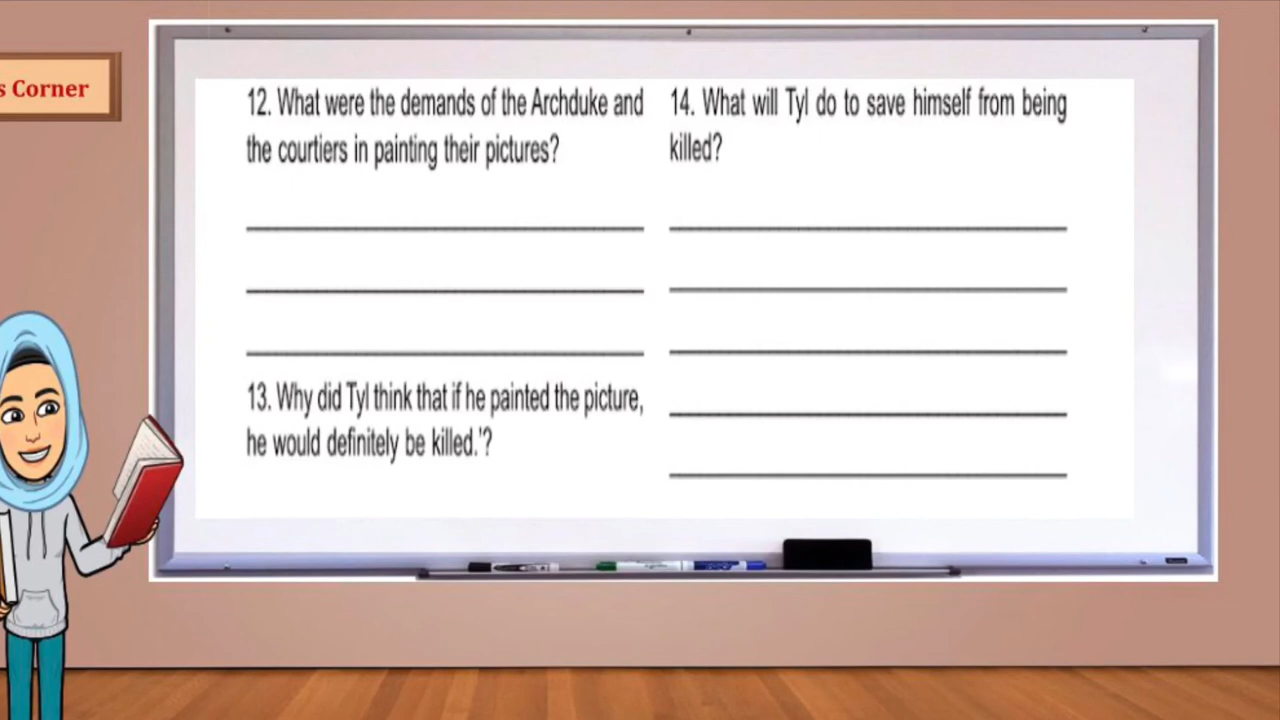 s Corner
12. What were the demands of the Archduke and
the courtiers in painting their pictures?
13. Why did Tyl think that if he painted the picture,
he would definitely be killed.'?
14. What will Tyl do to save himself from being
killed?